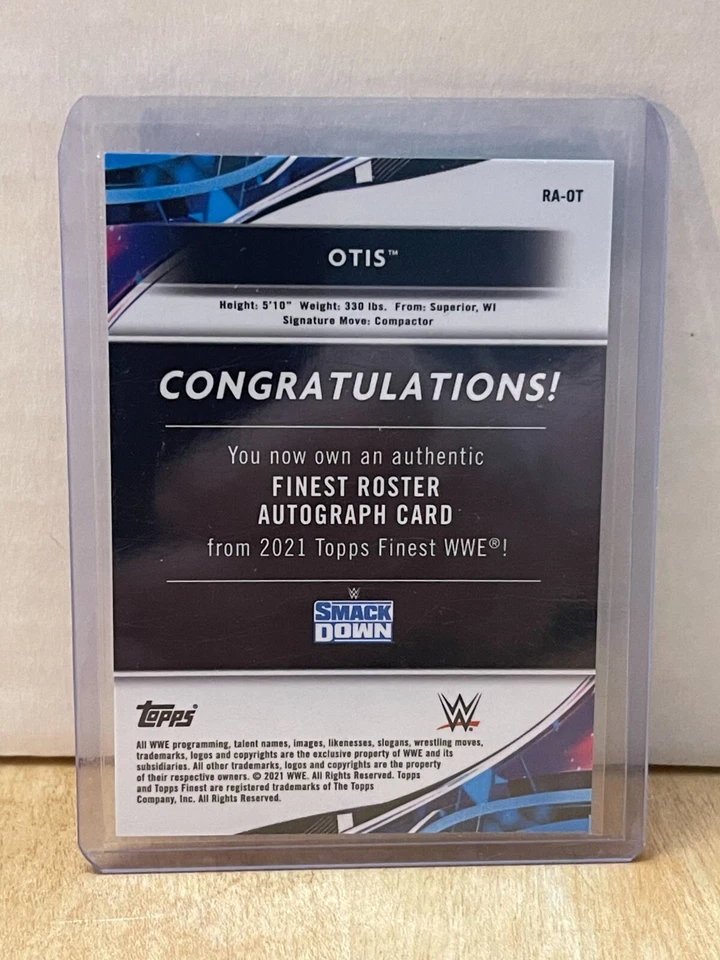 RA-OT
OTIS™
Height: 5'10" Weight: 330 lbs. From: Superior, WI
Signature Move: Compactor
CONGRATULATIONS!
You now own an authentic
FINEST ROSTER
AUTOGRAPH CARD
from 2021 Topps Finest WWE®!
W
SMACK
DOWN
Topps
W
All WWE programming, talent names, images, likenesses, slogans, wrestling moves,
trademarks, logos and copyrights are the exclusive property of WWE and its
subsidiaries. All other trademarks, logos and copyrights are the property
of their respective owners. © 2021 WWE. All Rights Reserved. Topps
and Topps Finest are registered trademarks of The Topps
Company, Inc. All Rights Reserved.